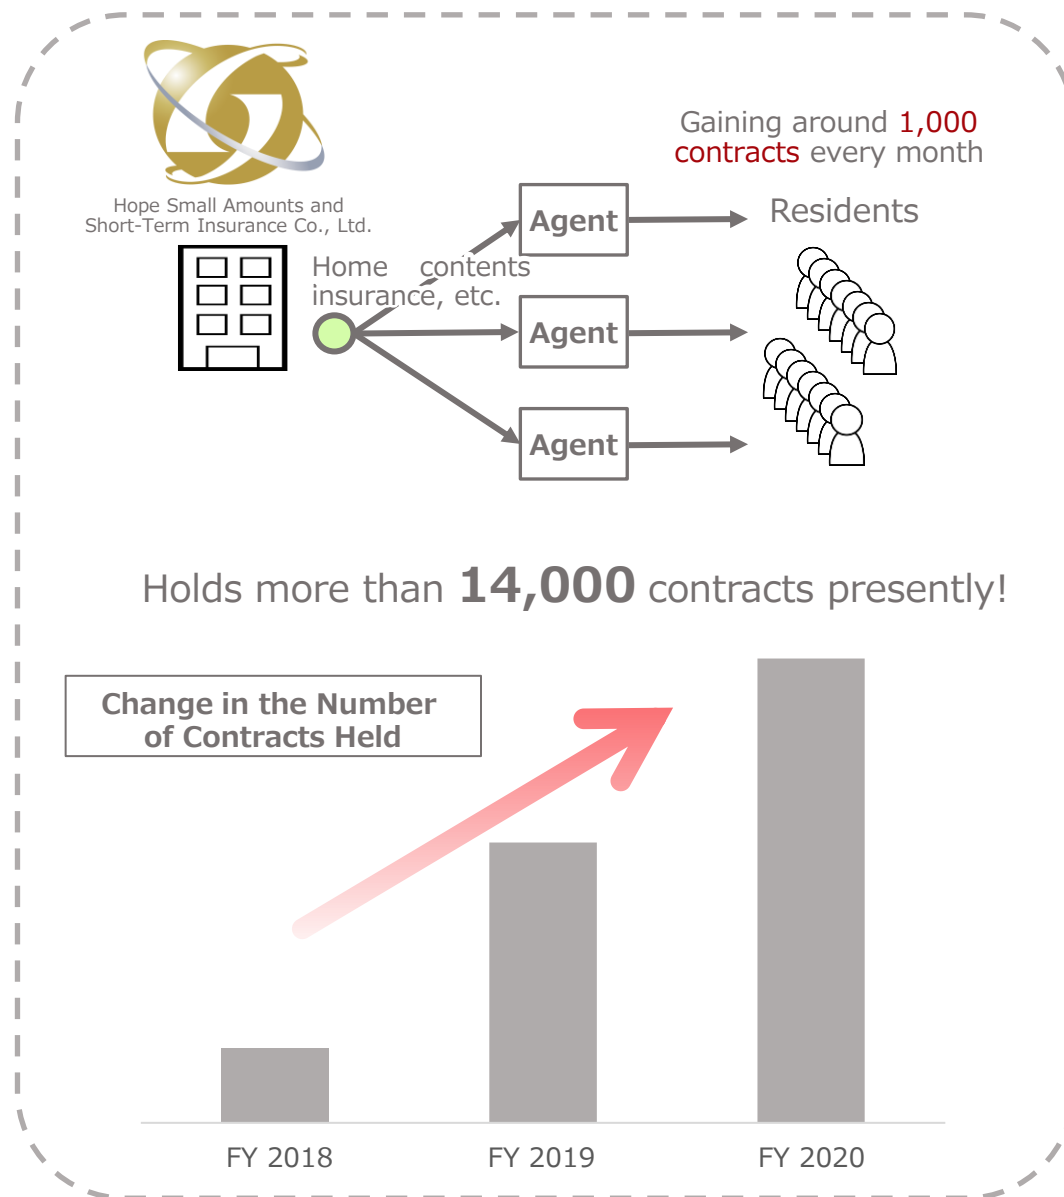 Gaining around 1,000
contracts every month
Hope Small Amounts and
Short-Term Insurance Co., Ltd.
Agent
Residents
Home contents
insurance, etc.
Agent
Agent
Holds more than 14,000 contracts presently!
Change in the Number
of Contracts Held
FY 2018
FY 2019
FY 2020